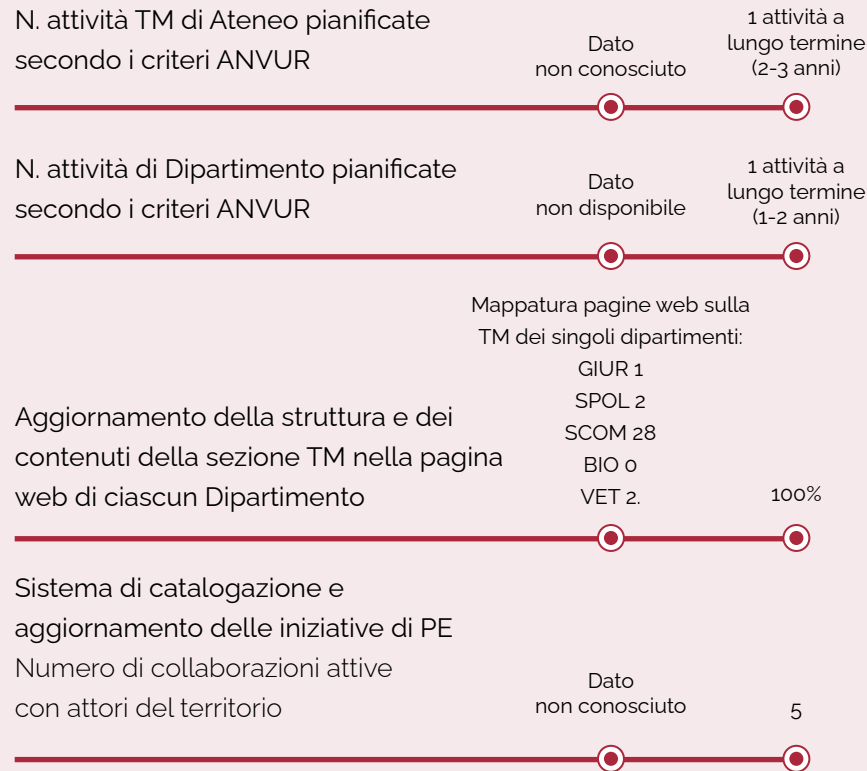 N. attività TM di Ateneo pianificate
secondo i criteri ANVUR
Dato
non conosciuto
1 attività a
lungo termine
(2-3 anni)
N. attività di Dipartimento pianificate
secondo i criteri ANVUR
Dato
non disponibile
1 attività a
lungo termine
(1-2 anni)
Aggiornamento della struttura e dei
contenuti della sezione TM nella pagina
web di ciascun Dipartimento
Mappatura pagine web sulla
TM dei singoli dipartimenti:
GIUR 1
SPOL 2
SCOM 28
BIO 0
VET 2.
100%
Sistema di catalogazione e
aggiornamento delle iniziative di PE
Numero di collaborazioni attive
con attori del territorio
Dato
non conosciuto
5